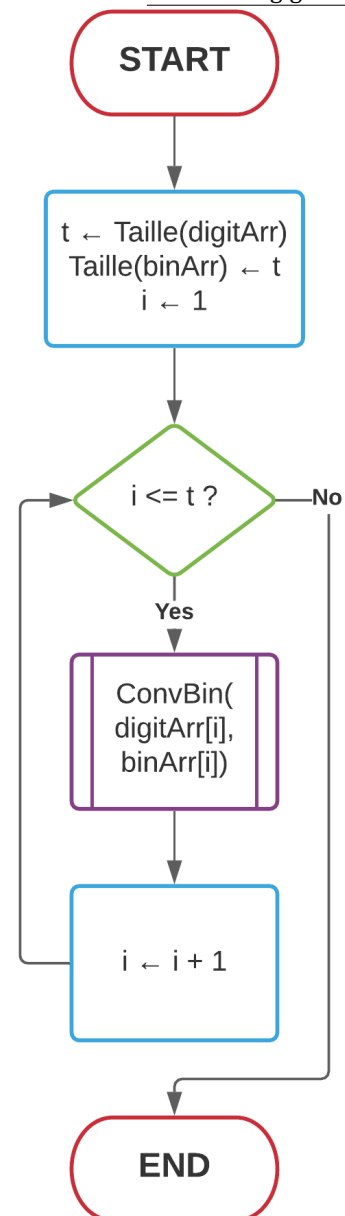 START
t ← Taille(digitArr)
Taille(binArr) ← t
i ← 1
i <= t ?
No
Yes
ConvBin(
digitArr[i],
binArr[i])
i ← i + 1
END